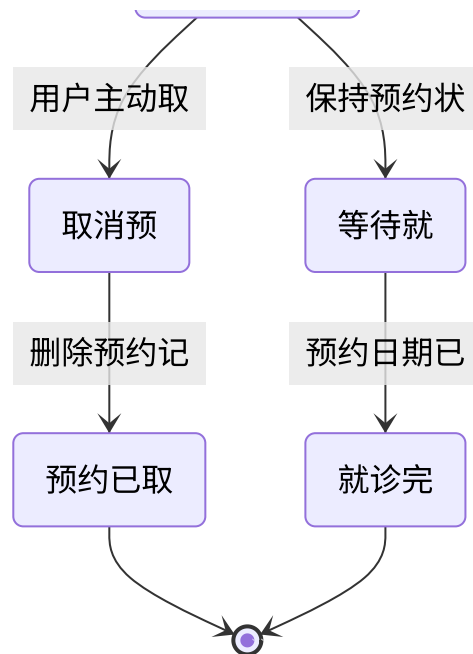 用户主动取
保持预约状
取消预
等待就
删除预约记
预约日期已
预约已取
就诊完